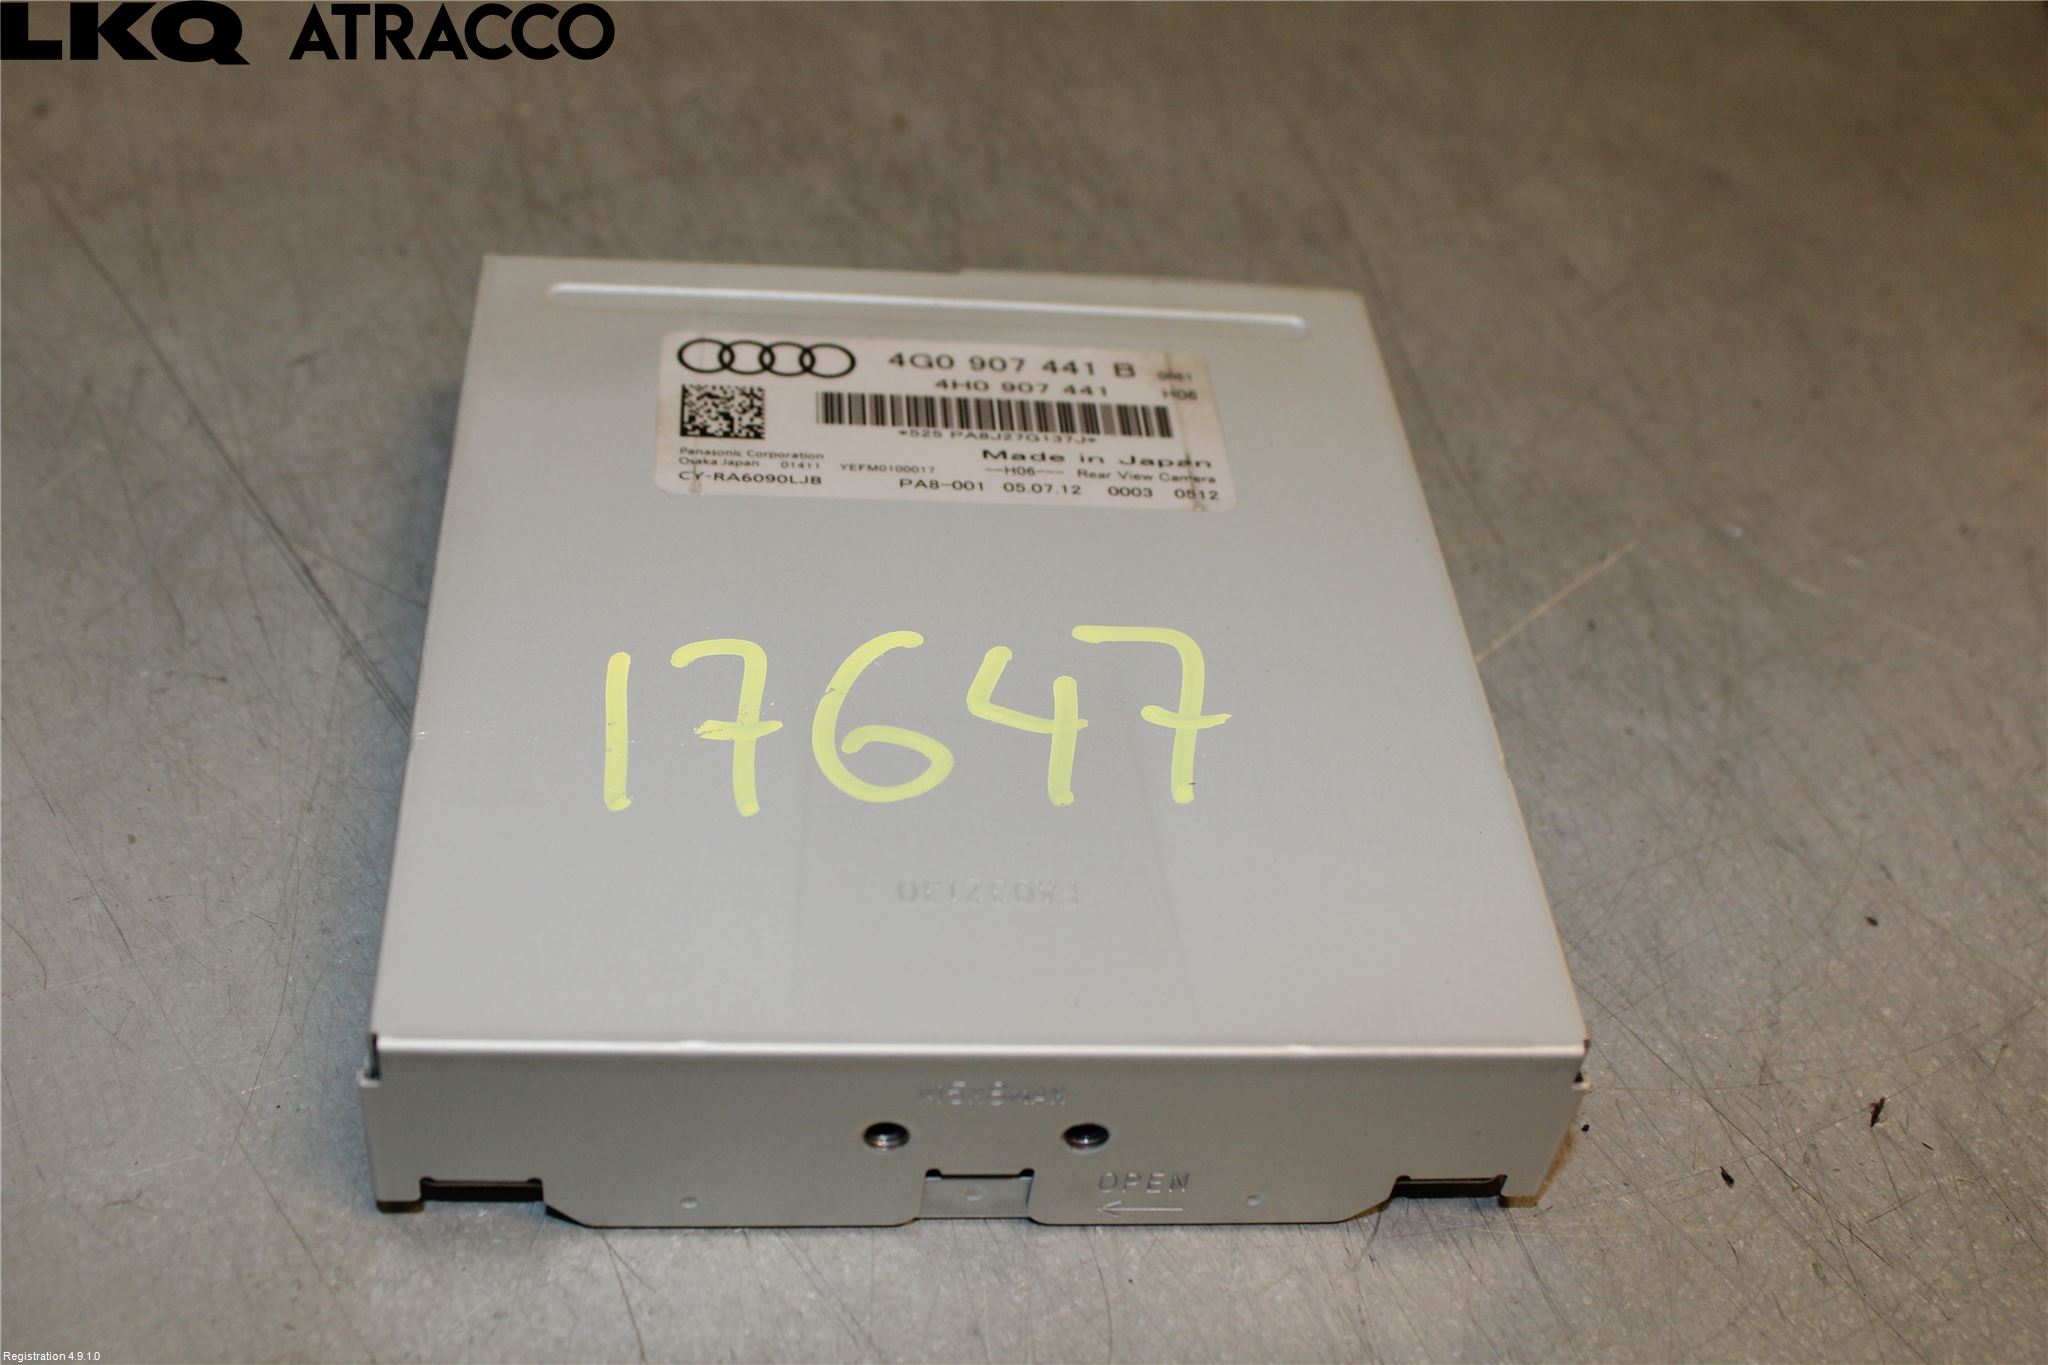 LKQ ATRACCO
4G0 907 441 B
4H0 907 441 H06
*525 PA8J27G137J*
Panasonic Corporation Made in Japan
Osaka Japan 01411 YEFM0100017 --H06--- Rear View Camera
CY-RA6090LJB PA8-001 05.07.12 0003 0512
17647
OPEN
Registration 4.9.1.0